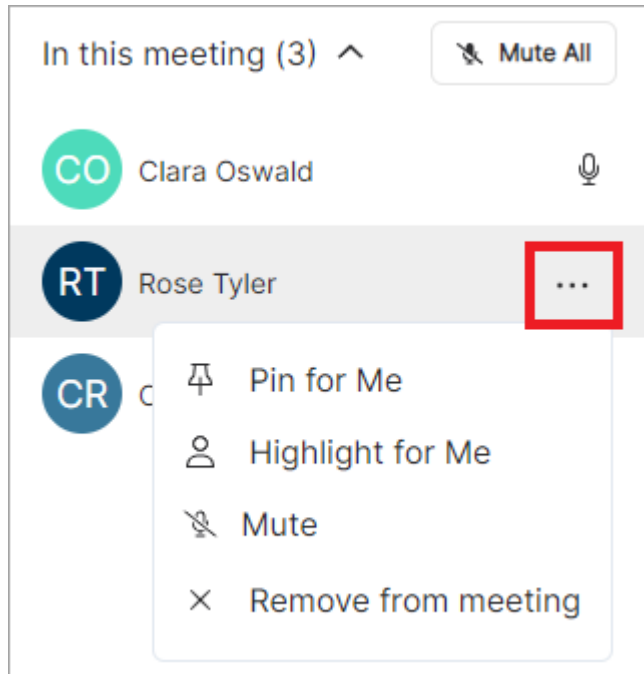 In this meeting (3) Mute All
CO Clara Oswald
RT Rose Tyler ...
CR C
Pin for Me
Highlight for Me
Mute
Remove from meeting